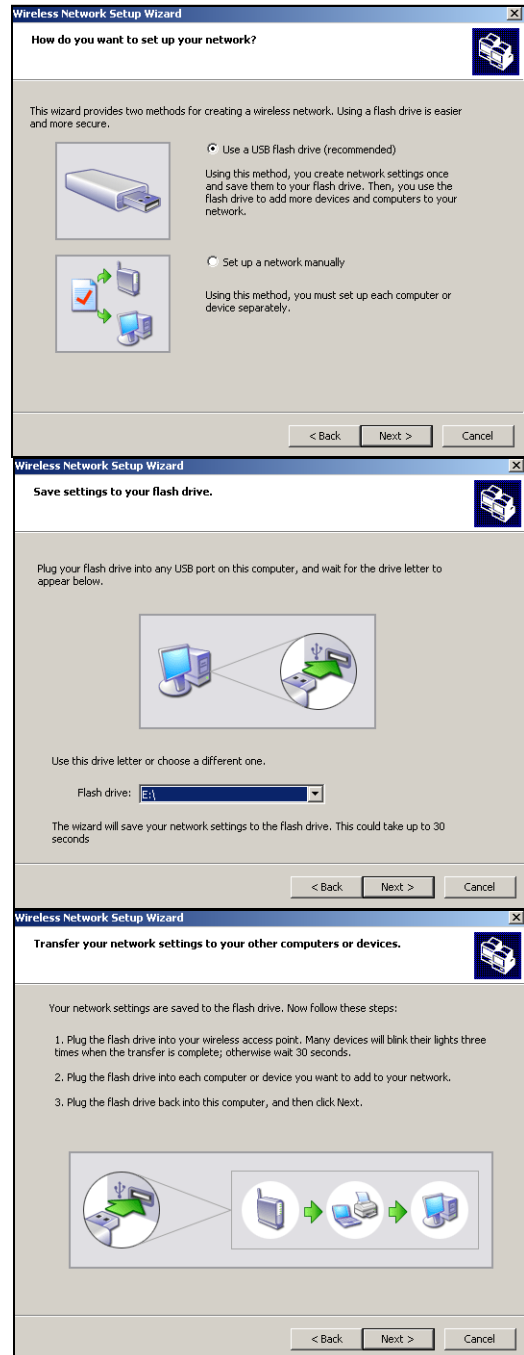 Wireless Network Setup Wizard
How do you want to set up your network?
This wizard provides two methods for creating a wireless network. Using a flash drive is easier
and more secure.
Use a USB flash drive (recommended)
Using this method, you create network settings once
and save them to your flash drive. Then, you use the
flash drive to add more devices and computers to your
network.
Set up a network manually
Using this method, you must set up each computer or
device separately.
< Back Next > Cancel
Wireless Network Setup Wizard
Save settings to your flash drive.
Plug your flash drive into any USB port on this computer, and wait for the drive letter to
appear below.
Use this drive letter or choose a different one.
Flash drive: E:\
The wizard will save your network settings to the flash drive. This could take up to 30
seconds
< Back Next > Cancel
Wireless Network Setup Wizard
Transfer your network settings to your other computers or devices.
Your network settings are saved to the flash drive. Now follow these steps:
1. Plug the flash drive into your wireless access point. Many devices will blink their lights three
times when the transfer is complete; otherwise wait 30 seconds.
2. Plug the flash drive into each computer or device you want to add to your network.
3. Plug the flash drive back into this computer, and then click Next.
< Back Next > Cancel